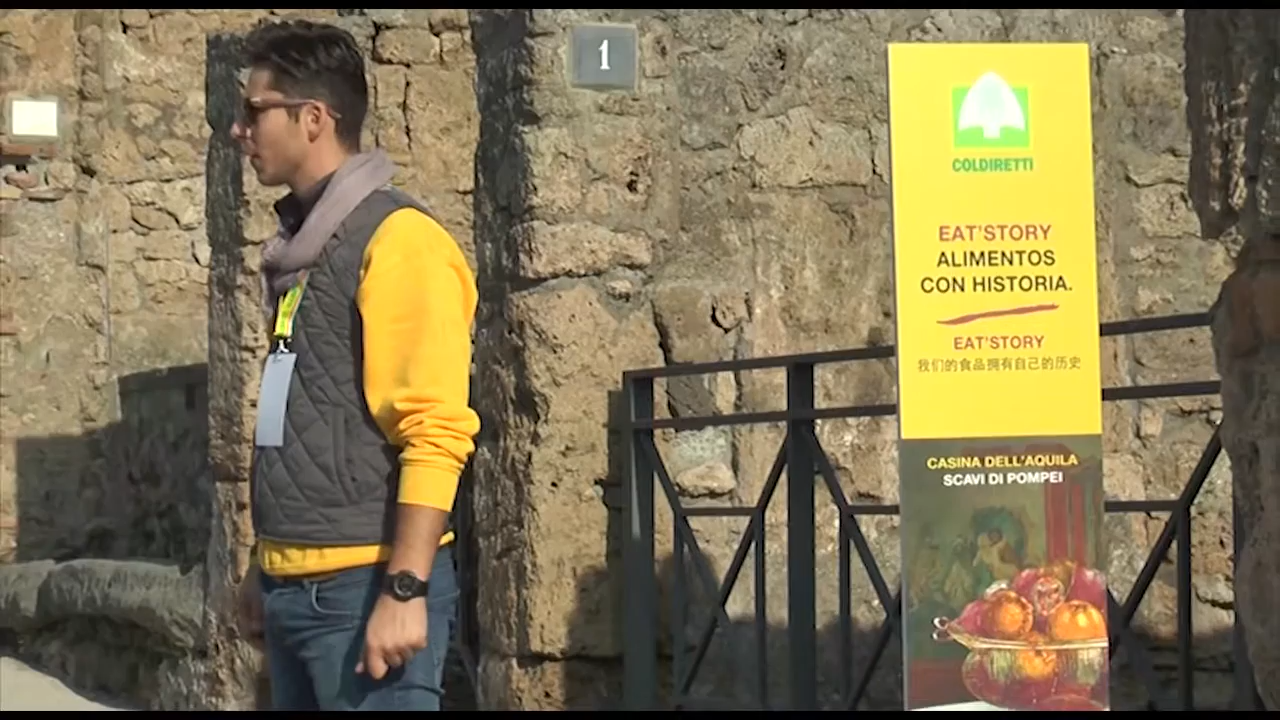 1
COLDIRETTI
EAT'STORY
ALIMENTOS
CON HISTORIA.
EAT'STORY
我们的食品拥有自己的历史
CASINA DELL'AQUILA
SCAVI DI POMPEI